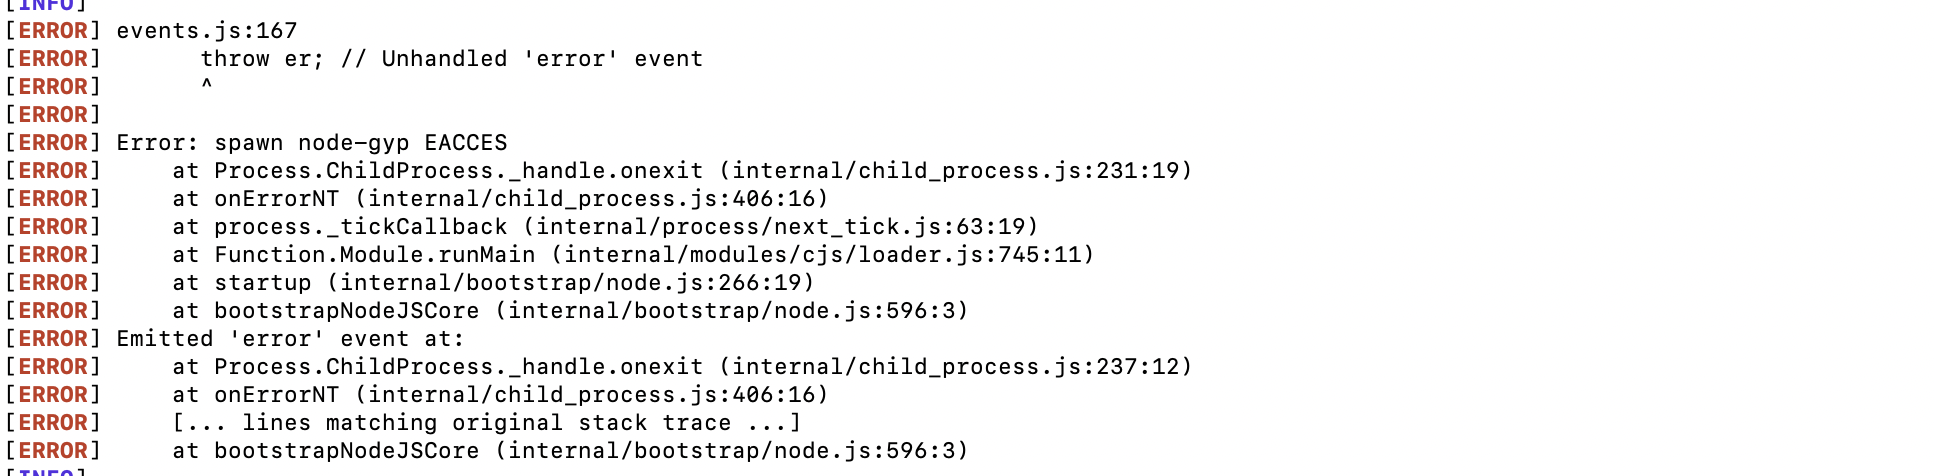 [INFO]
[ERROR] events.js:167
[ERROR]       throw er; // Unhandled 'error' event
[ERROR]       ^
[ERROR]
[ERROR] Error: spawn node-gyp EACCES
[ERROR]     at Process.ChildProcess._handle.onexit (internal/child_process.js:231:19)
[ERROR]     at onErrorNT (internal/child_process.js:406:16)
[ERROR]     at process._tickCallback (internal/process/next_tick.js:63:19)
[ERROR]     at Function.Module.runMain (internal/modules/cjs/loader.js:745:11)
[ERROR]     at startup (internal/bootstrap/node.js:266:19)
[ERROR]     at bootstrapNodeJSCore (internal/bootstrap/node.js:596:3)
[ERROR] Emitted 'error' event at:
[ERROR]     at Process.ChildProcess._handle.onexit (internal/child_process.js:237:12)
[ERROR]     at onErrorNT (internal/child_process.js:406:16)
[ERROR]     [... lines matching original stack trace ...]
[ERROR]     at bootstrapNodeJSCore (internal/bootstrap/node.js:596:3)
[INFO]